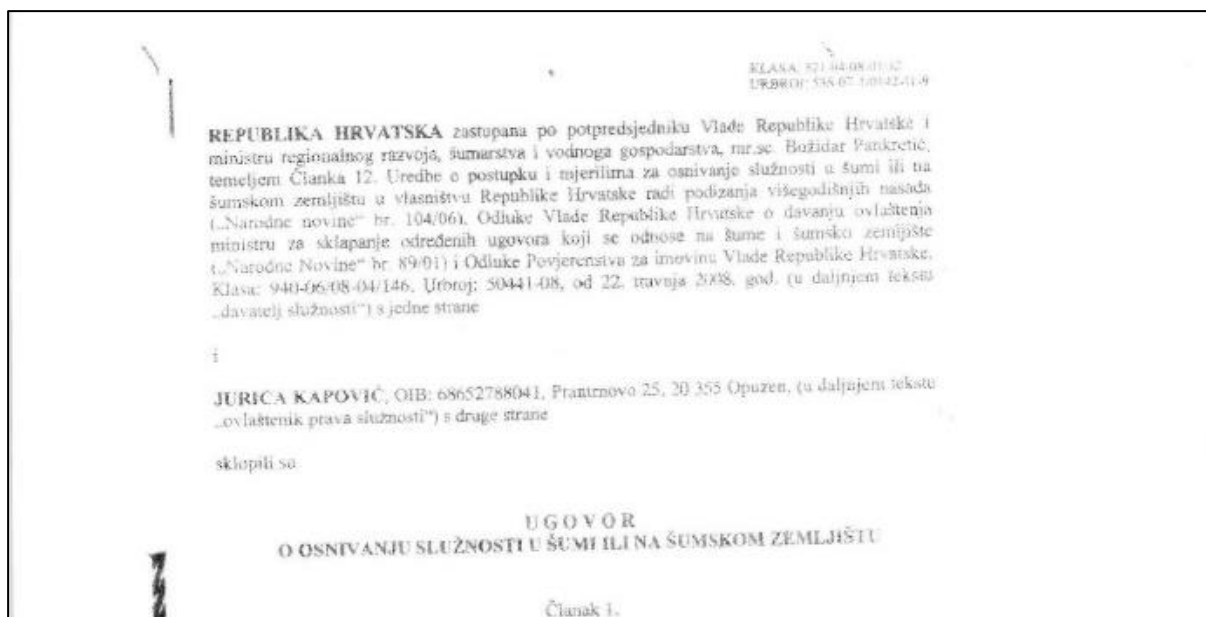 KLASA:
URBROJ:
REPUBLIKA HRVATSKA zastupana po potpredsjedniku Vlade Republike Hrvatske i
ministru regionalnog razvoja, šumarstva i vodnoga gospodarstva, mr.sc. Božidar Pankretić,
temeljem Članka 12. Uredbe o postupku i mjerilima za osnivanje služnosti u šumi ili na
šumskom zemljištu u vlasništvu Republike Hrvatske radi podizanja višegodišnjih nasada
(„Narodne novine“ br. 104/06), Odluke Vlade Republike Hrvatske o davanju ovlaštenja
ministru za sklapanje određenih ugovora koji se odnose na šume i šumsko zemljište
(„Narodne Novine“ br. 89/01) i Odluke Povjerenstva za imovinu Vlade Republike Hrvatske,
Klasa: 940-06/08-04/146, Urbroj: 50441-08, od 22. travnja 2008. god. (u daljnjem tekstu
„davatelj služnosti“) s jedne strane
i
JURICA KAPOVIĆ, OIB: 68652788041, Prantrnovo 25, 20 355 Opuzen, (u daljnjem tekstu
„ovlaštenik prava služnosti“) s druge strane
sklopili su
U G O V O R
O OSNIVANJU SLUŽNOSTI U ŠUMI ILI NA ŠUMSKOM ZEMLJIŠTU
Članak 1.